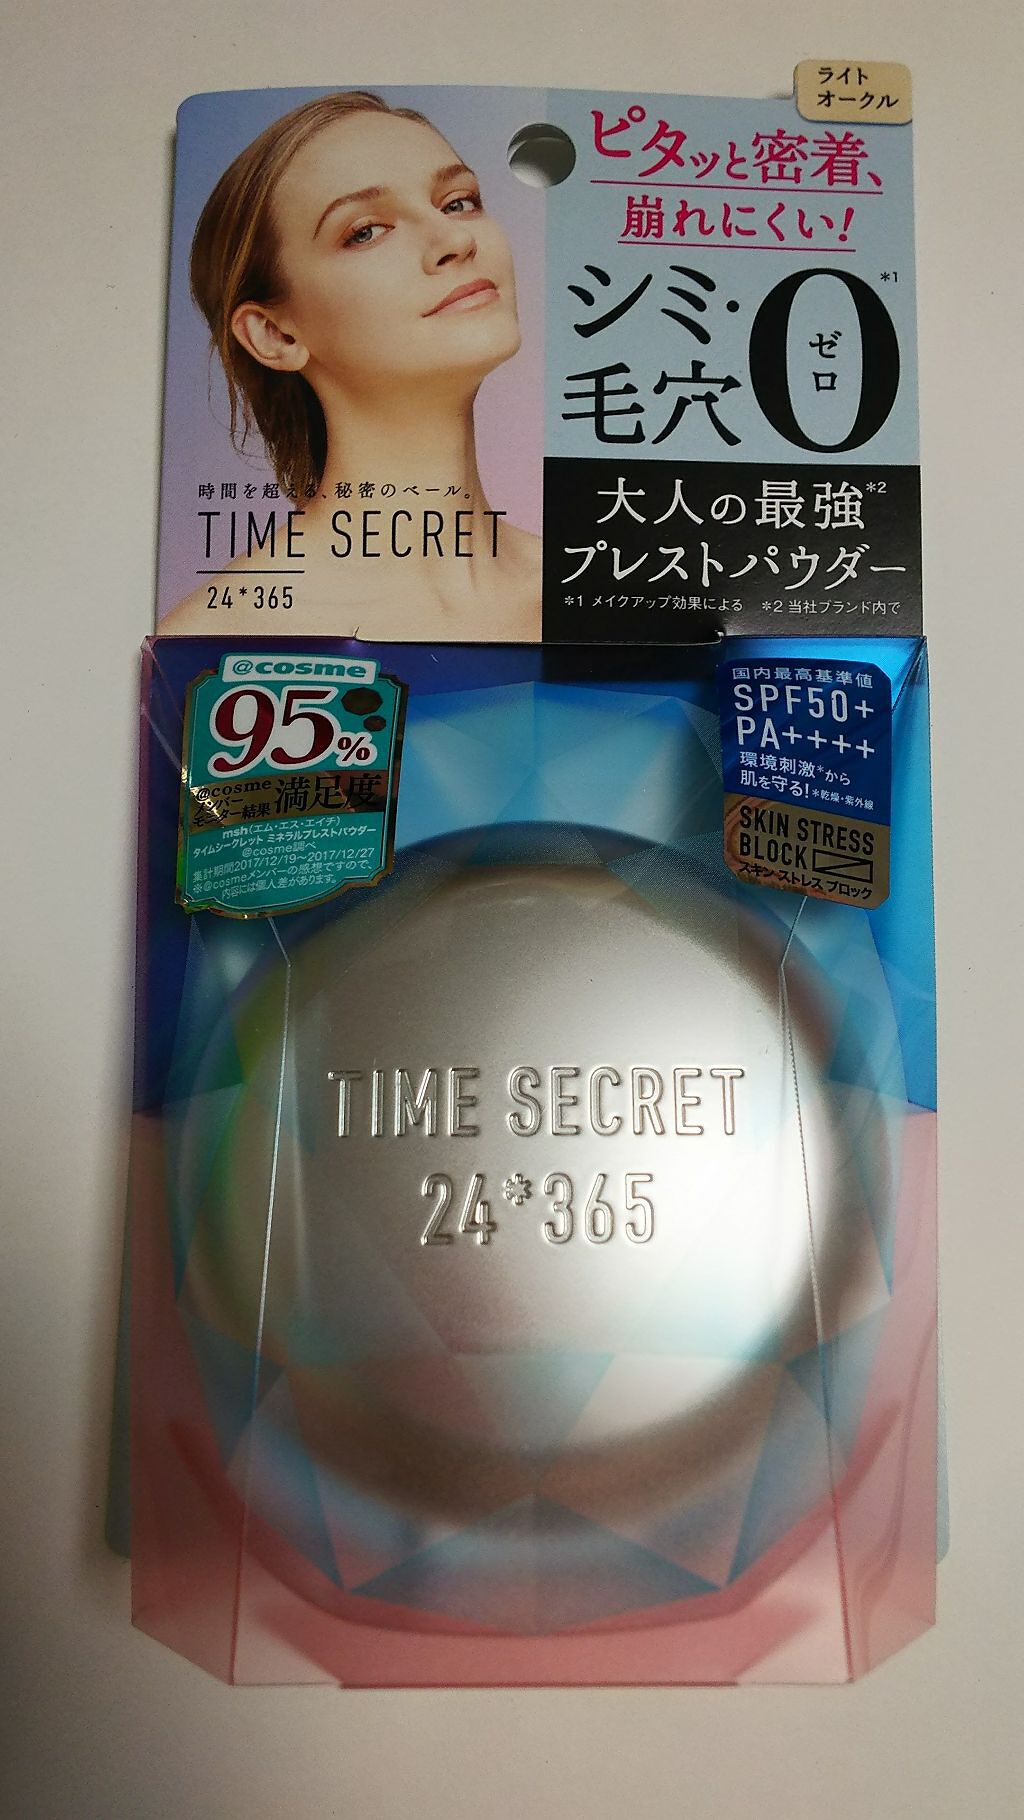 ライト
オークル
ピタッと密着、
崩れにくい!
シミ・
毛穴
0
ゼロ
*1
大人の最強*2
プレストパウダー
*1 メイクアップ効果による *2 当社ブランド内で
時間を超える、秘密のベール。
TIME SECRET
24*365
@cosme
95%
@cosme
メンバー
モニター結果
満足度
msh(エム・エス・エイチ)
タイムシークレット ミネラルプレストパウダー
@cosme調べ
集計期間2017/12/19〜2017/12/27
※@cosmeメンバーの感想ですので、
内容には個人差があります。
国内最高基準値
SPF50+
PA++++
環境刺激*から
肌を守る!*乾燥・紫外線
SKIN STRESS
BLOCK
スキン ストレス ブロック
TIME SECRET
24*365